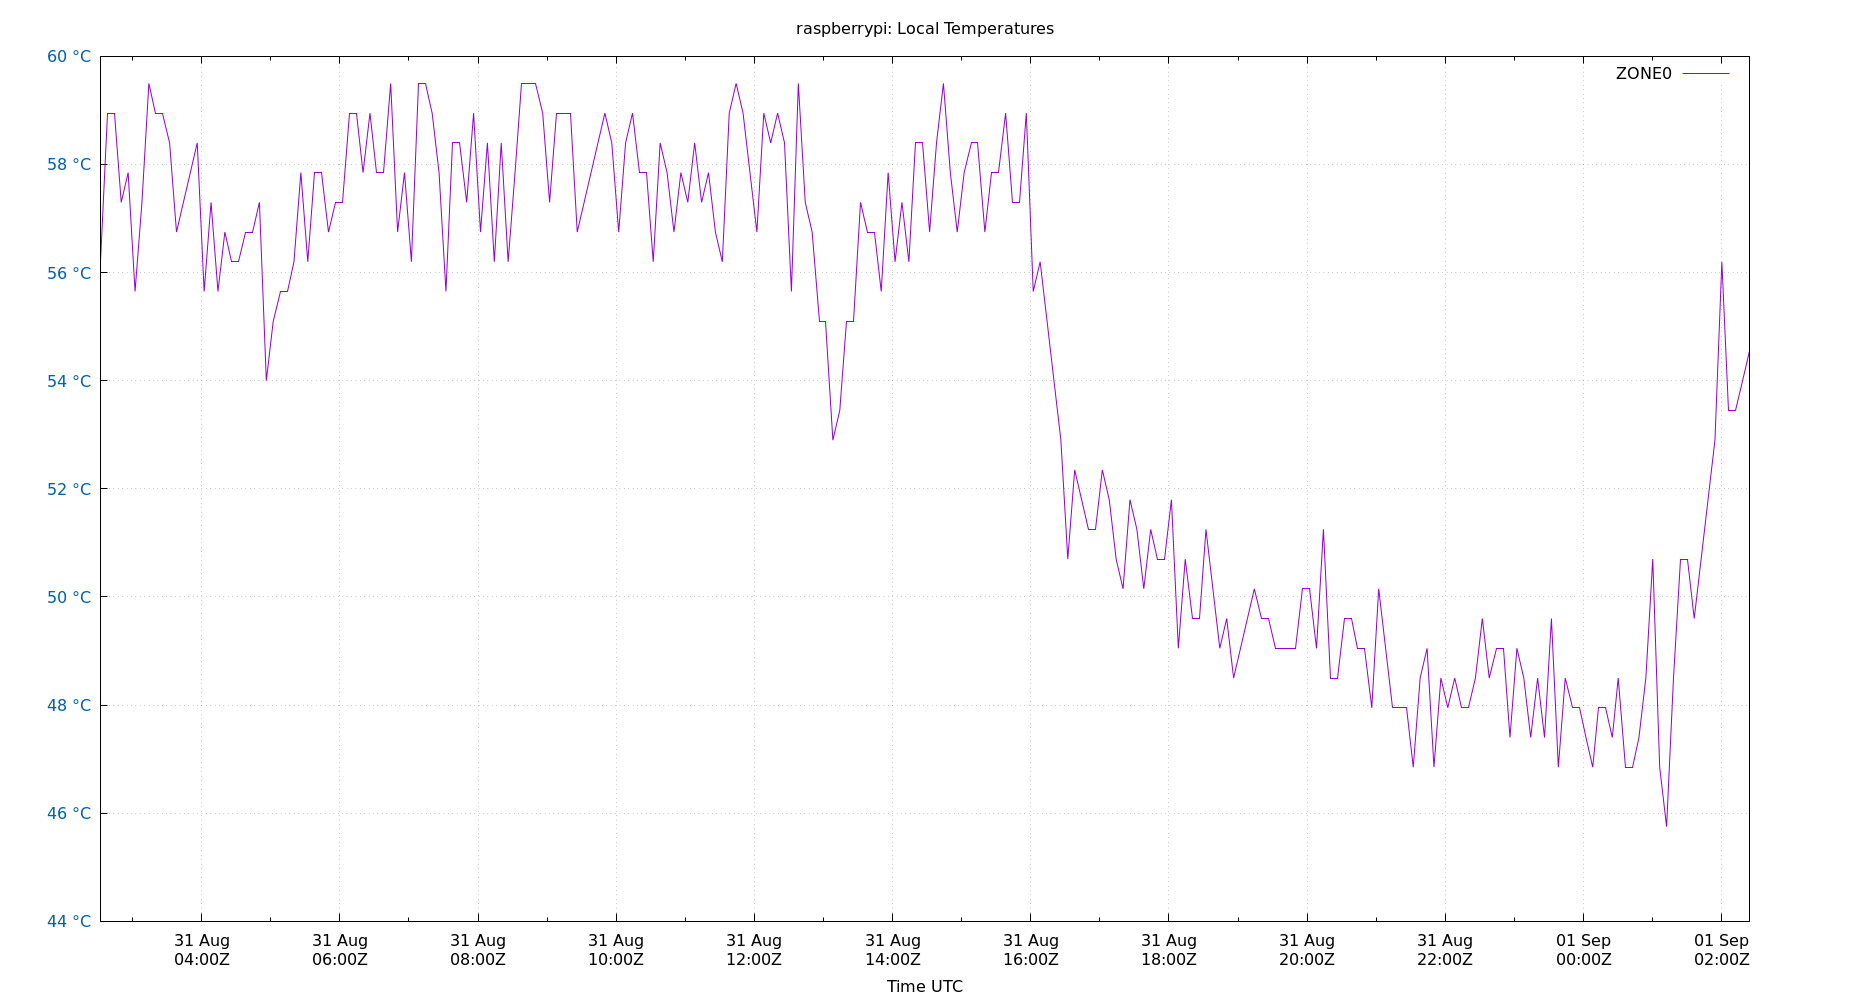 raspberrypi: Local Temperatures
60 °C
58 °C
56 °C
54 °C
52 °C
50 °C
48 °C
46 °C
44 °C
ZONE0
31 Aug 31 Aug 31 Aug 31 Aug 31 Aug 31 Aug 31 Aug 31 Aug 31 Aug 31 Aug 01 Sep 01 Sep
04:00Z 06:00Z 08:00Z 10:00Z 12:00Z 14:00Z 16:00Z 18:00Z 20:00Z 22:00Z 00:00Z 02:00Z
Time UTC